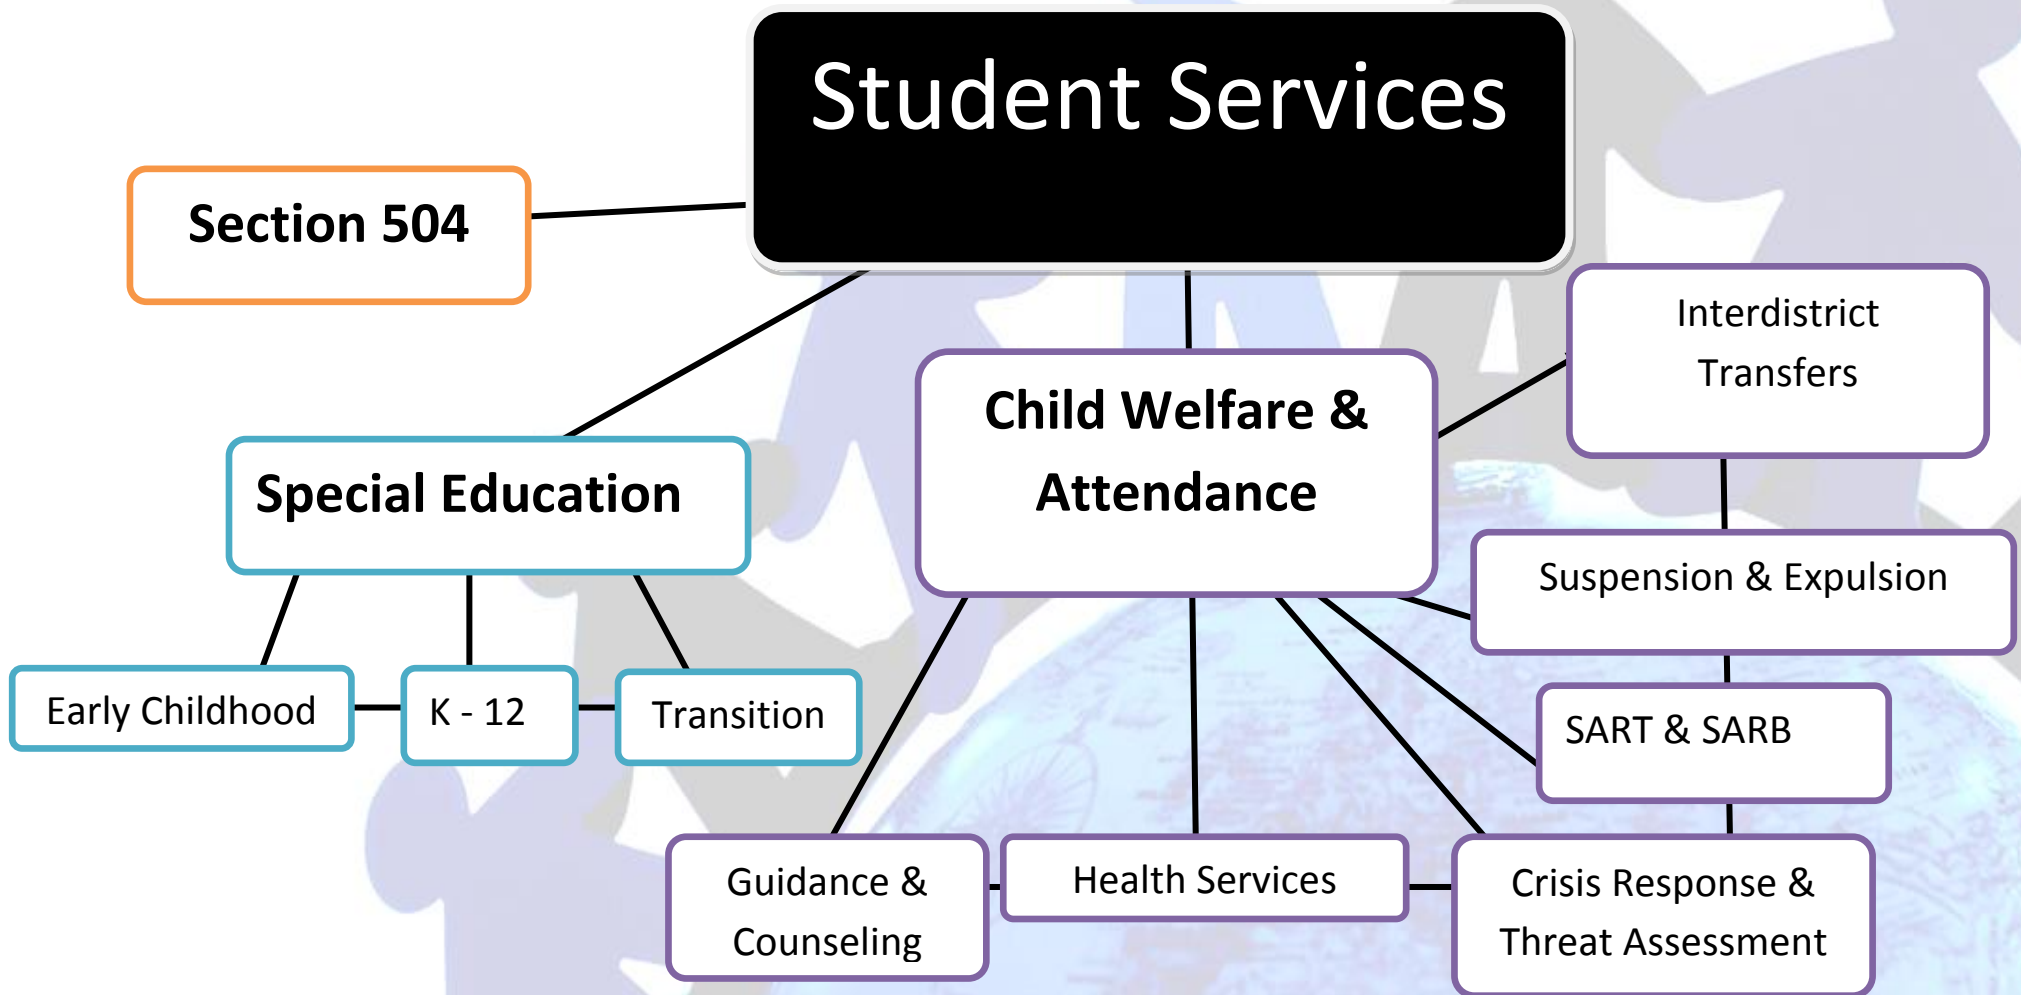 Student Services
Section 504
Interdistrict
Transfers
Child Welfare &
Attendance
Special Education
Suspension & Expulsion
Early Childhood
K - 12
Transition
SART & SARB
Guidance &
Counseling
Health Services
Crisis Response &
Threat Assessment